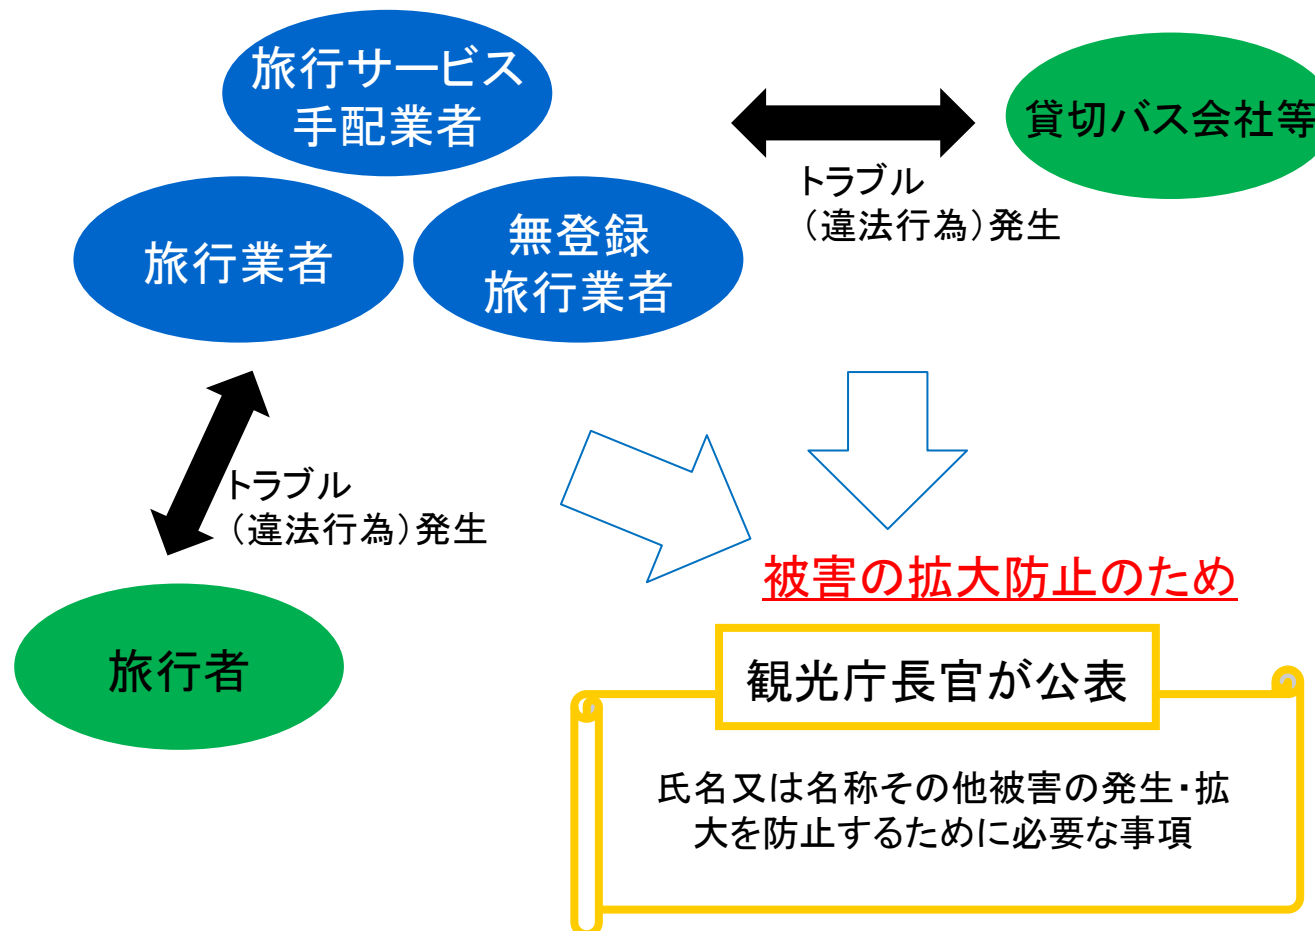 旅行サービス
手配業者
貸切バス会社等
トラブル
（違法行為）発生
旅行業者
無登録
旅行業者
トラブル
（違法行為）発生
旅行者
被害の拡大防止のため
観光庁長官が公表
氏名又は名称その他被害の発生・拡
大を防止するために必要な事項